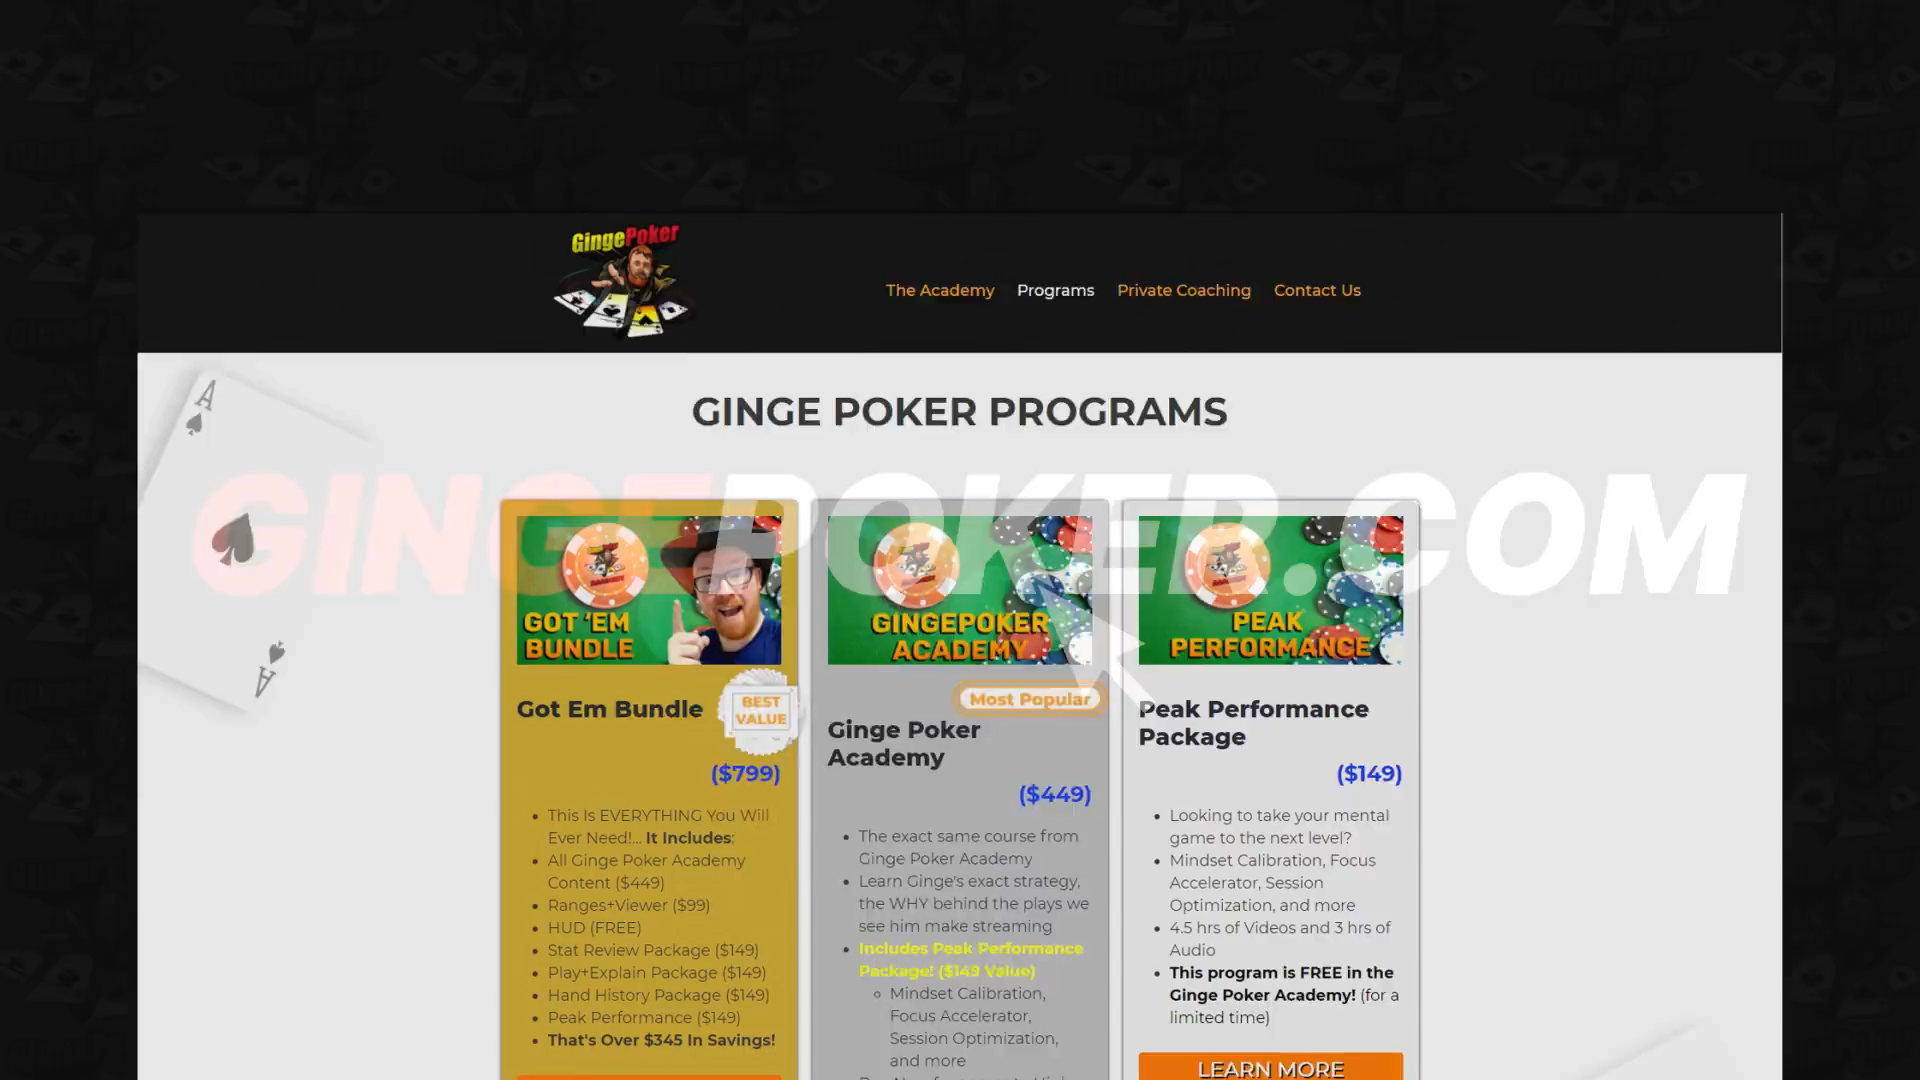 GingePoker
The Academy
Programs
Private Coaching
Contact Us
GINGE POKER PROGRAMS
GINGEPOKER.COM
A
A
GOT 'EM
BUNDLE
Got Em Bundle
BEST
VALUE
($799)
This Is EVERYTHING You Will
Ever Need!... It Includes:
All Ginge Poker Academy
Content ($449)
Ranges+Viewer ($99)
HUD (FREE)
Stat Review Package ($149)
Play+Explain Package ($149)
Hand History Package ($149)
Peak Performance ($149)
That's Over $345 In Savings!
GINGEPOKER
ACADEMY
Most Popular
Ginge Poker
Academy
($449)
The exact same course from
Ginge Poker Academy
Learn Ginge's exact strategy,
the WHY behind the plays we
see him make streaming
Includes Peak Performance
Package! ($149 Value)
Mindset Calibration,
Focus Accelerator,
Session Optimization,
and more
PEAK
PERFORMANCE
Peak Performance
Package
($149)
Looking to take your mental
game to the next level?
Mindset Calibration, Focus
Accelerator, Session
Optimization, and more
4.5 hrs of Videos and 3 hrs of
Audio
This program is FREE in the
Ginge Poker Academy! (for a
limited time)
LEARN MORE